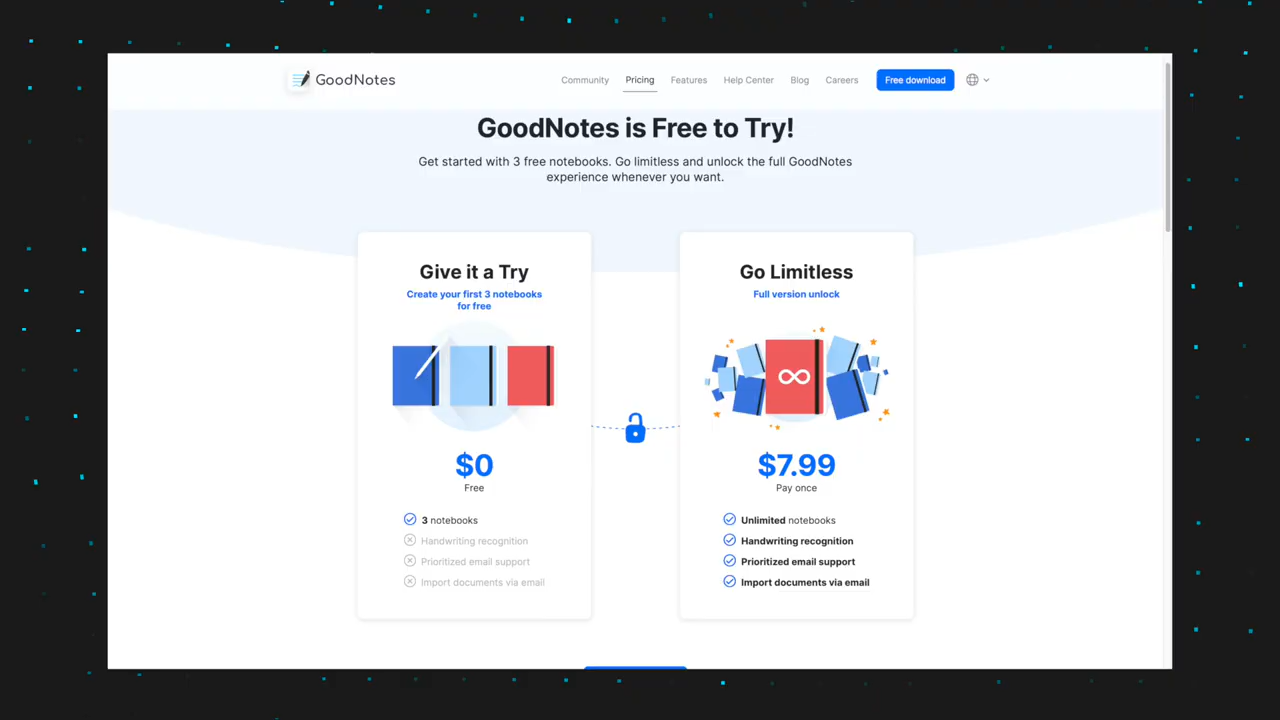 GoodNotes
Community Pricing Features Help Center Blog Careers Free download
GoodNotes is Free to Try!
Get started with 3 free notebooks. Go limitless and unlock the full GoodNotes
experience whenever you want.
Give it a Try
Create your first 3 notebooks
for free
$0
Free
3 notebooks
Handwriting recognition
Prioritized email support
Import documents via email
Go Limitless
Full version unlock
$7.99
Pay once
Unlimited notebooks
Handwriting recognition
Prioritized email support
Import documents via email